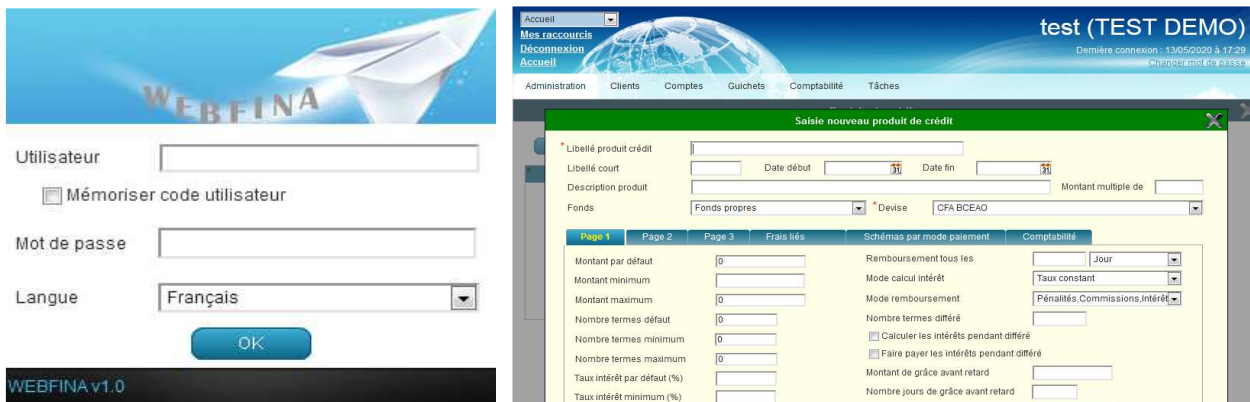 WEBFINA
Utilisateur
Mémoriser code utilisateur
Mot de passe
Langue Français
OK
WEBFINA v1.0
Accueil
Mes raccourcis
Déconnexion
Accueil
test (TEST DEMO)
Dernière connexion : 13/05/2020 à 17:29
Changer mot de passe
Administration Clients Comptes Guichets Comptabilité Tâches
Saisie nouveau produit de crédit
* Libellé produit crédit
Libellé court Date début 31 Date fin 31
Description produit Montant multiple de
Fonds Fonds propres * Devise CFA BCEAO
Page 1 Page 2 Page 3 Frais liés Schémas par mode paiement Comptabilité
Montant par défaut 0 Remboursement tous les Jour
Montant minimum Mode calcul intérêt Taux constant
Montant maximum 0 Mode remboursement Pénalités,Commissions,Intérêt
Nombre termes défaut 0 Nombre termes différé
Nombre termes minimum 0 Calculer les intérêts pendant différé
Nombre termes maximum 0 Faire payer les intérêts pendant différé
Taux intérêt par défaut (%) Montant de grâce avant retard
Taux intérêt minimum (%) Nombre jours de grâce avant retard